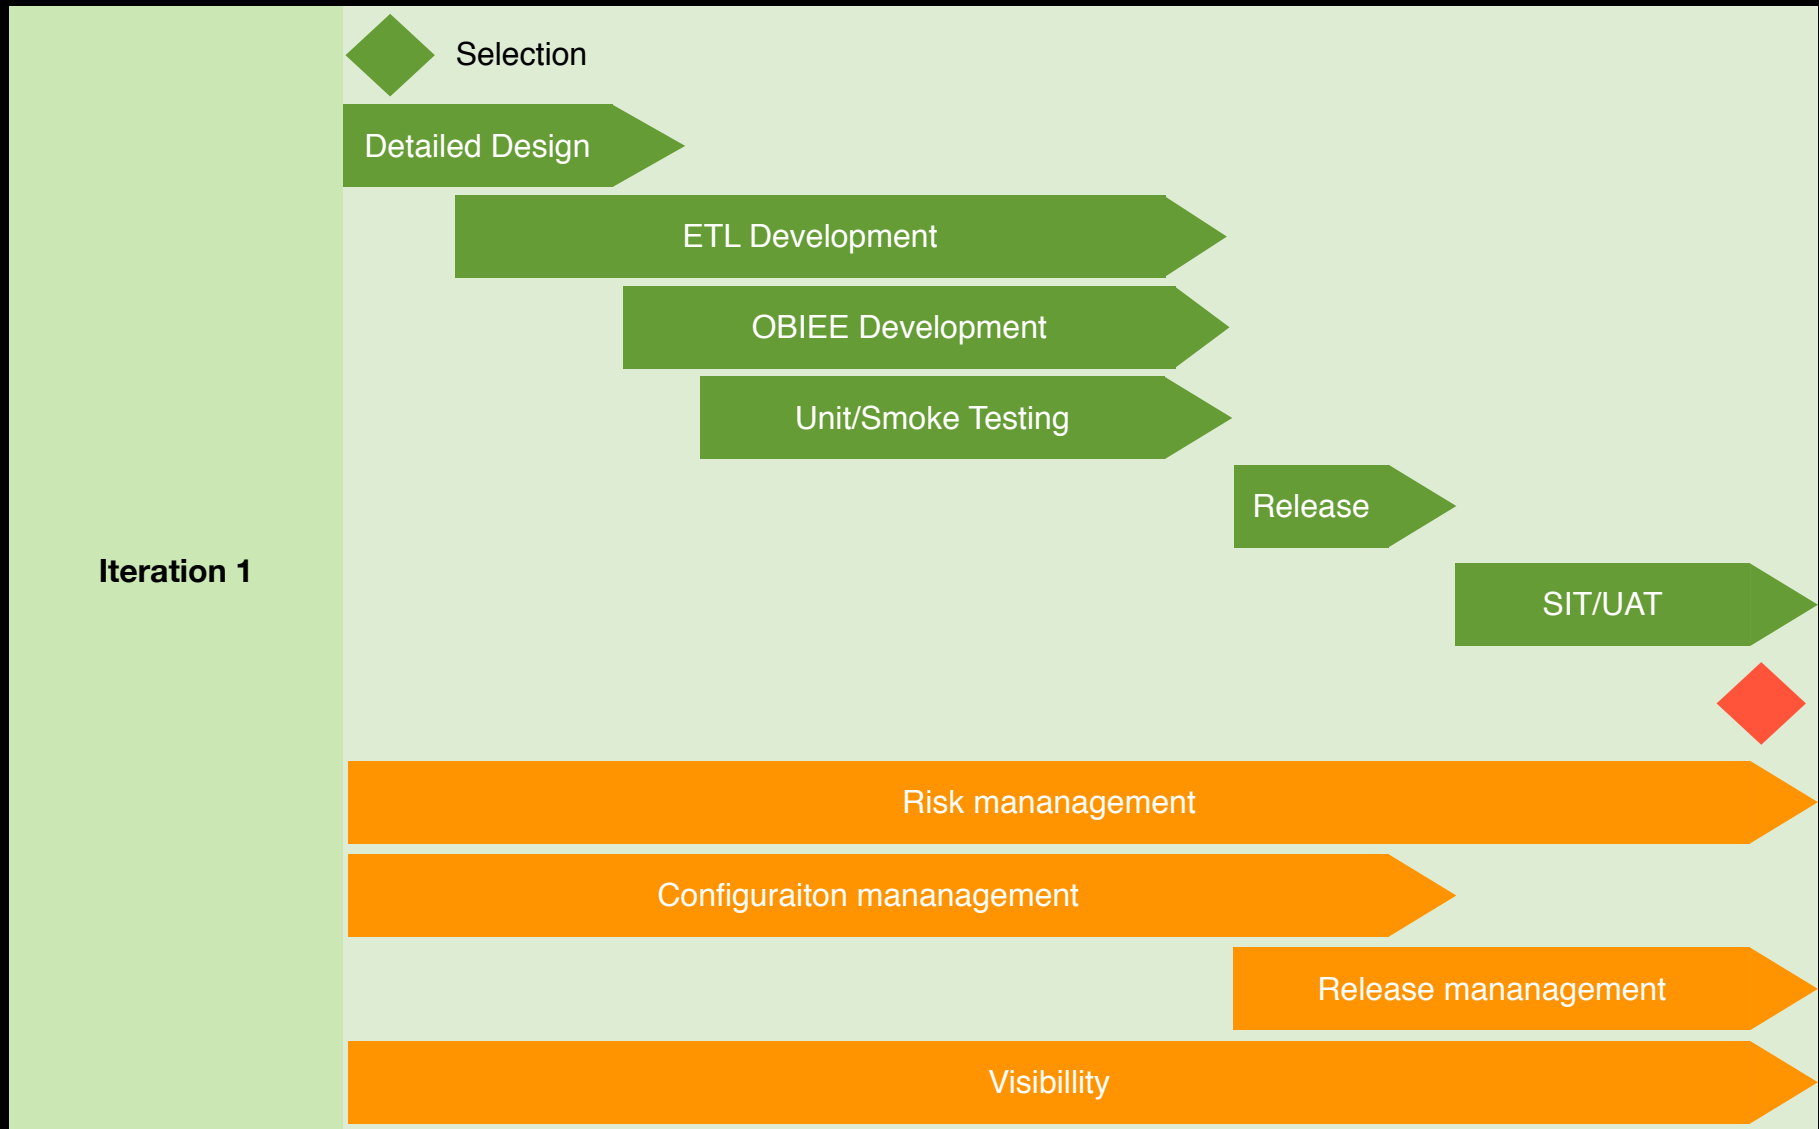 Selection
Detailed Design
ETL Development
OBIEE Development
Unit/Smoke Testing
Release
Iteration 1
SIT/UAT
Risk mananagement
Configuraiton mananagement
Release mananagement
Visibillity